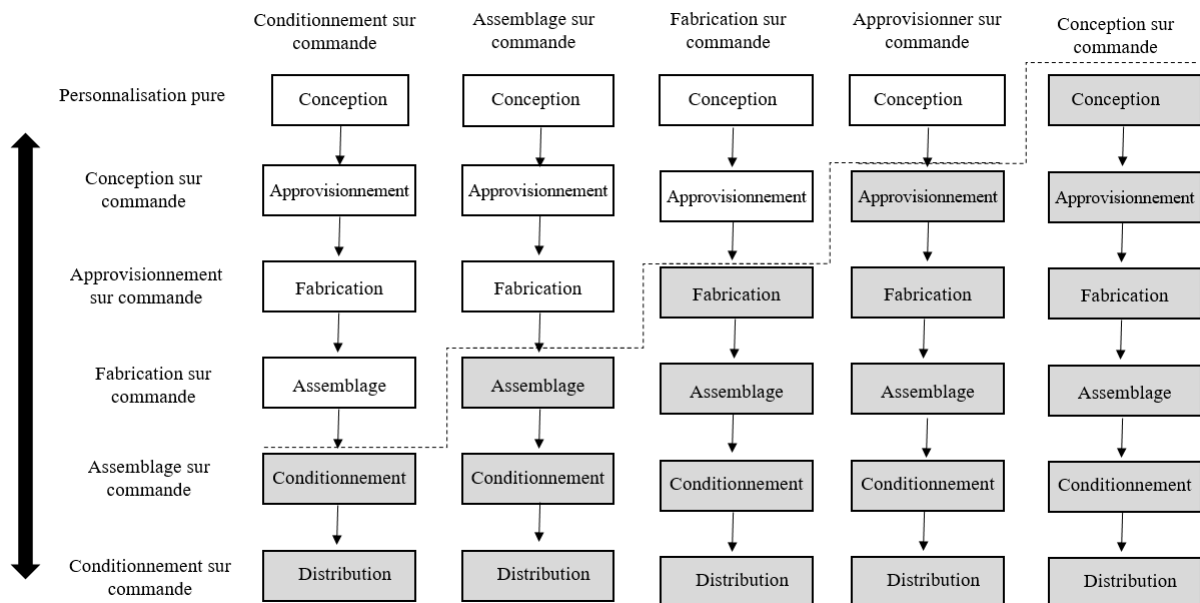 Conditionnement sur
commande
Assemblage sur
commande
Fabrication sur
commande
Approvisionner sur
commande
Conception sur
commande
Personnalisation pure
Conception
Conception
Conception
Conception
Conception
Conception sur
commande
Approvisionnement
Approvisionnement
Approvisionnement
Approvisionnement
Approvisionnement
Approvisionnement
sur commande
Fabrication
Fabrication
Fabrication
Fabrication
Fabrication
Fabrication sur
commande
Assemblage
Assemblage
Assemblage
Assemblage
Assemblage
Assemblage sur
commande
Conditionnement
Conditionnement
Conditionnement
Conditionnement
Conditionnement
Conditionnement sur
commande
Distribution
Distribution
Distribution
Distribution
Distribution